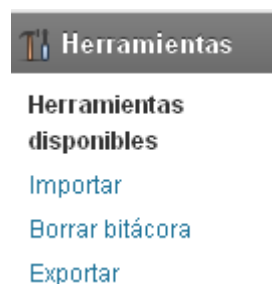 Herramientas
Herramientas
disponibles
Importar
Borrar bitácora
Exportar